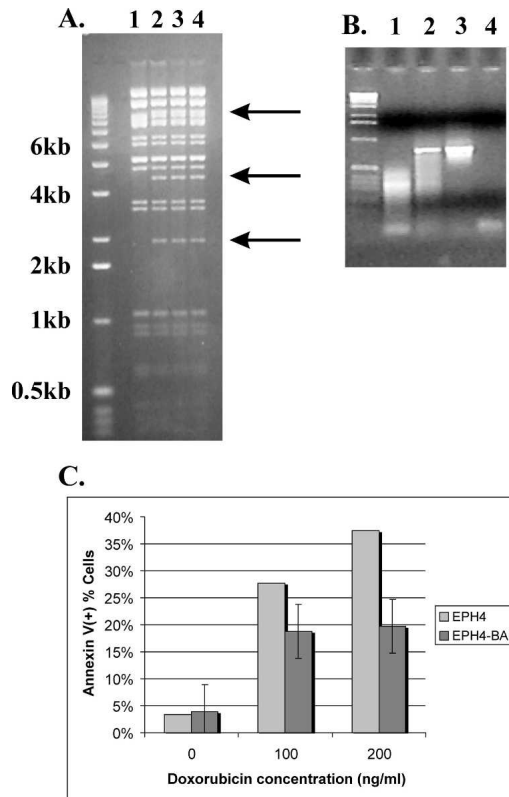 A.
1 2 3 4
6kb
4kb
2kb
1kb
0.5kb
B.
1 2 3 4
C.
Annexin V(+) % Cells
40%
35%
30%
25%
20%
15%
10%
5%
0%
0 100 200
Doxorubicin concentration (ng/ml)
EPH4
EPH4-BA